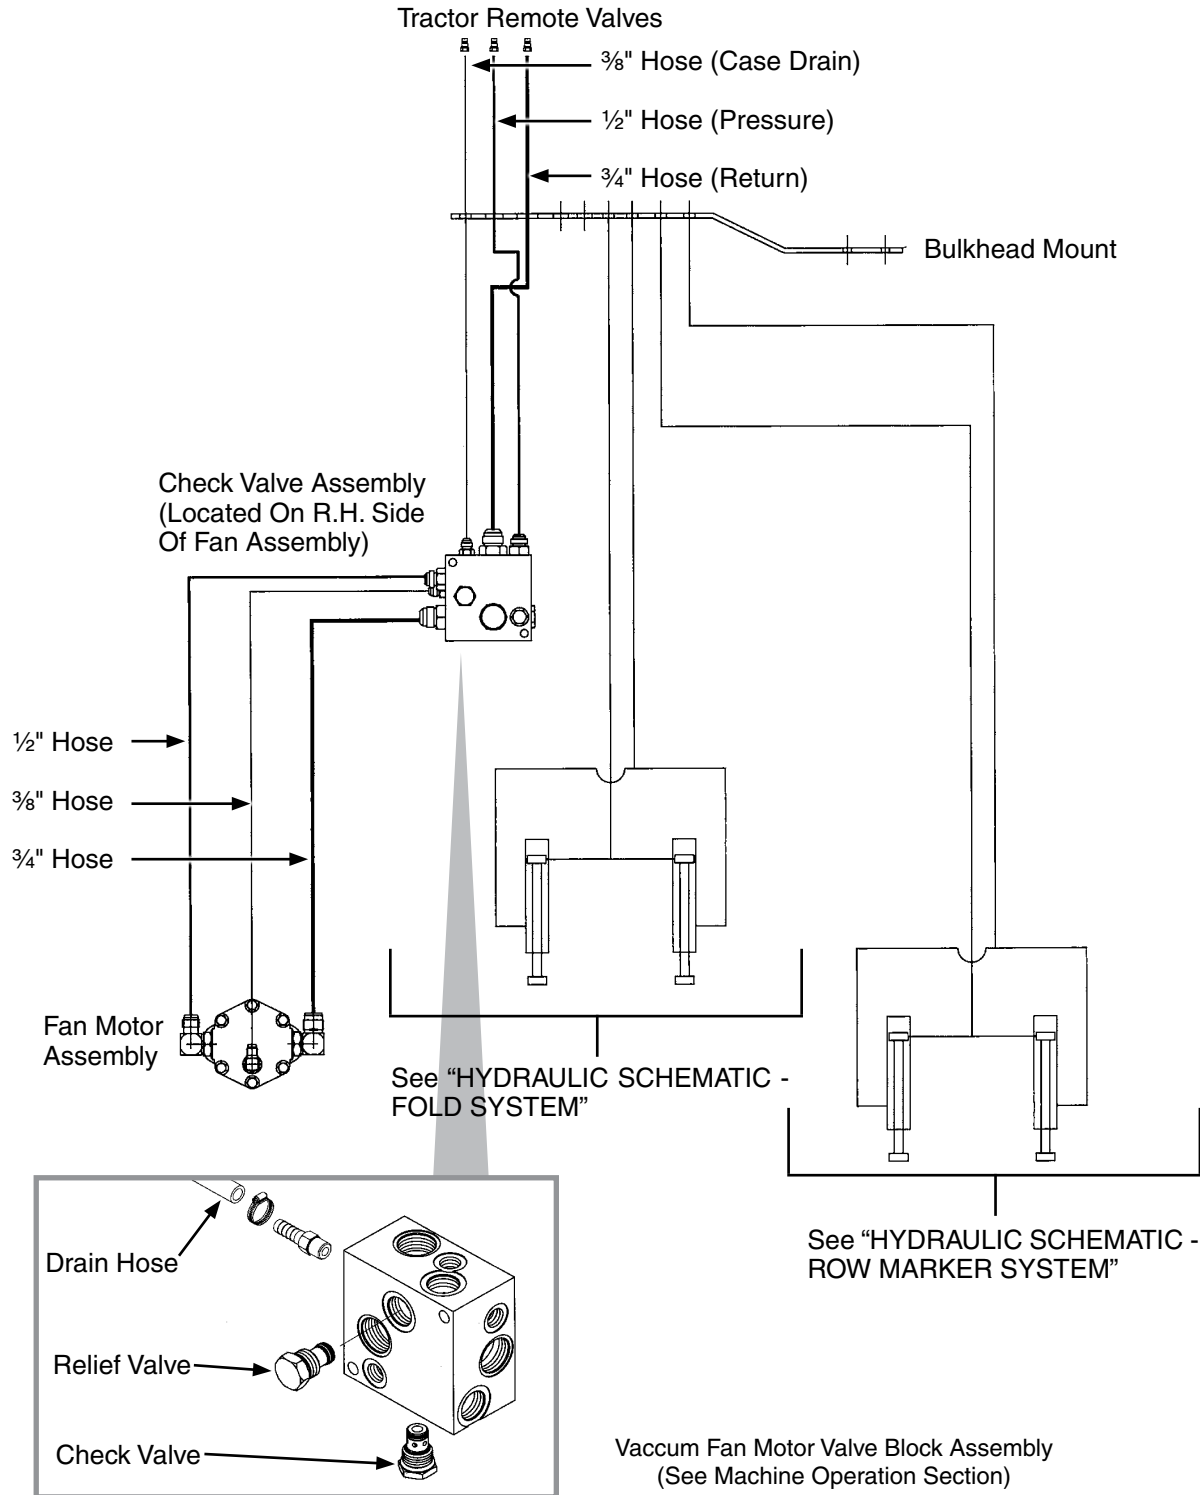 Tractor Remote Valves
⅜" Hose (Case Drain)
½" Hose (Pressure)
¾" Hose (Return)
Bulkhead Mount
Check Valve Assembly
(Located On R.H. Side
Of Fan Assembly)
½" Hose
⅜" Hose
¾" Hose
Fan Motor
Assembly
See “HYDRAULIC SCHEMATIC -
FOLD SYSTEM”
See “HYDRAULIC SCHEMATIC -
ROW MARKER SYSTEM”
Drain Hose
Relief Valve
Check Valve
Vaccum Fan Motor Valve Block Assembly
(See Machine Operation Section)